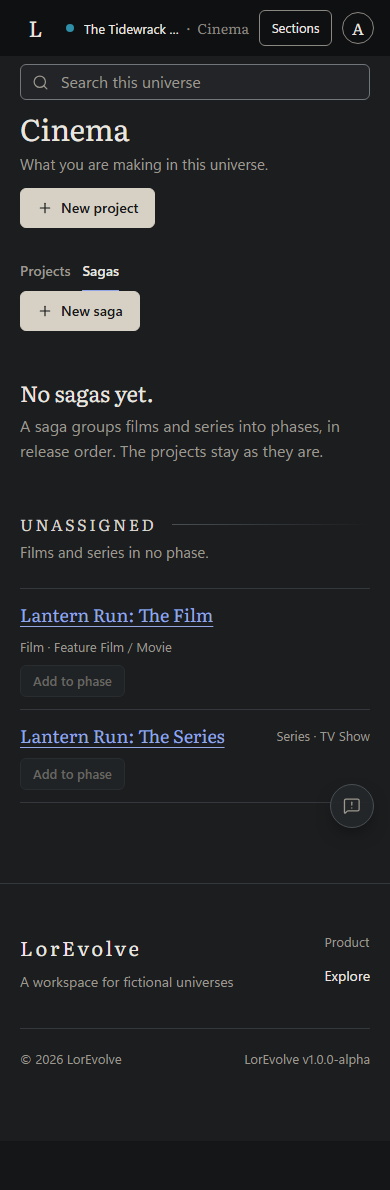 L
The Tidewrack ... · Cinema
Sections
A
Search this universe
Cinema
What you are making in this universe.
+ New project
Projects Sagas
+ New saga
No sagas yet.
A saga groups films and series into phases, in
release order. The projects stay as they are.
UNASSIGNED
Films and series in no phase.
Lantern Run: The Film
Film · Feature Film / Movie
Add to phase
Lantern Run: The Series
Series · TV Show
Add to phase
LorEvolve
A workspace for fictional universes
Product
Explore
© 2026 LorEvolve
LorEvolve v1.0.0-alpha